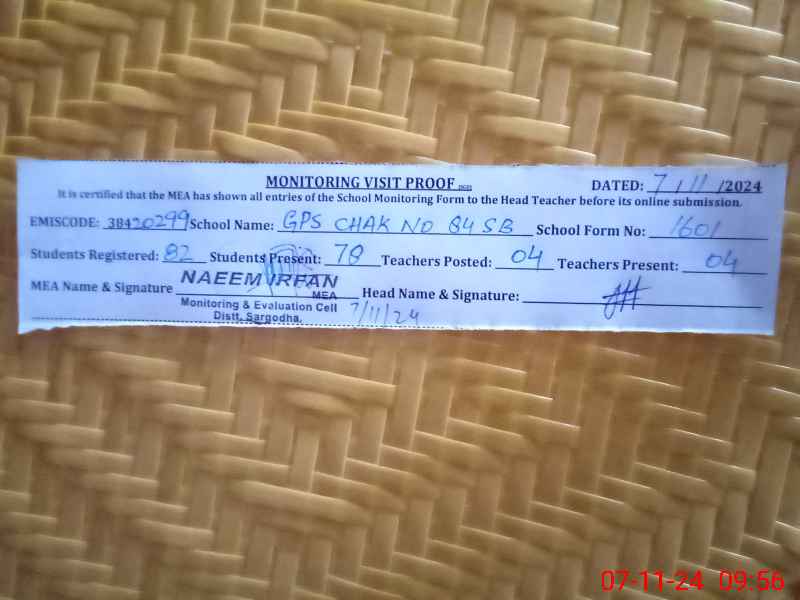 MONITORING VISIT PROOF DATED: 7/11/2024
It is certified that the MEA has shown all entries of the School Monitoring Form to the Head Teacher before its online submission.
EMISCODE: 38420299 School Name: GPS CHAK NO 84 SB School Form No: 1601
Students Registered: 82 Students Present: 78 Teachers Posted: 04 Teachers Present: 04
MEA Name & Signature NAEEM IRFAN Head Name & Signature:
MEA
Monitoring & Evaluation Cell
Distt. Sargodha. 7/11/24
07-11-24 09:56